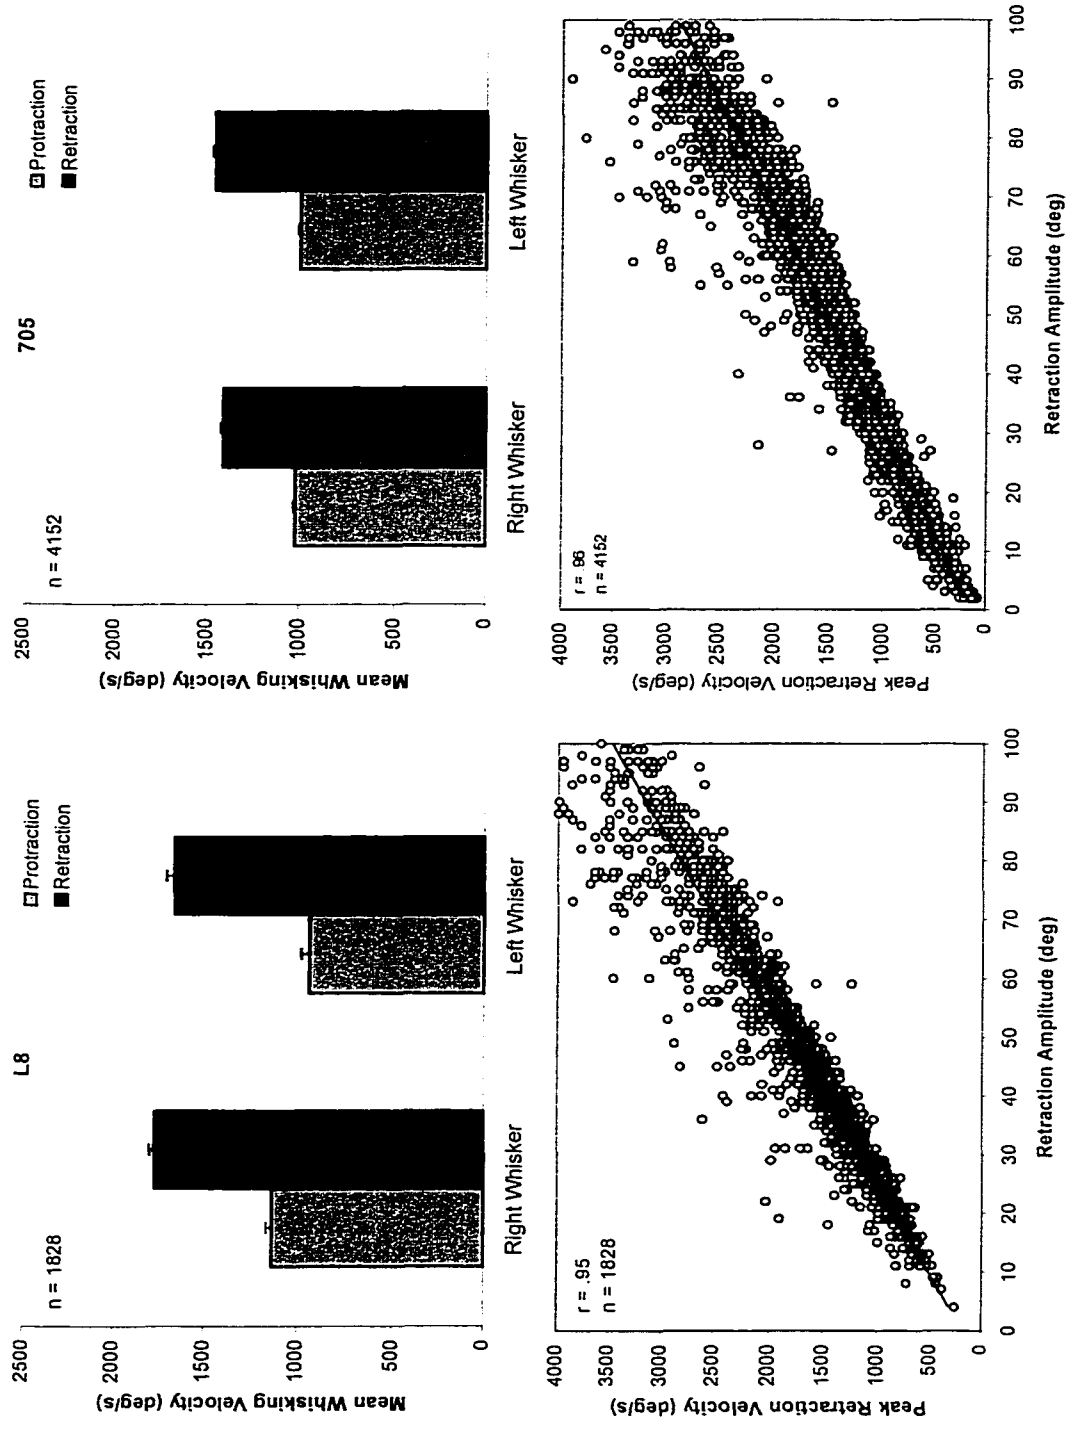 L8
n = 1828
Protraction
Retraction
Mean Whisking Velocity (deg/s)
2500
2000
1500
1000
500
0
Right Whisker
Left Whisker
705
n = 4152
Protraction
Retraction
Mean Whisking Velocity (deg/s)
2500
2000
1500
1000
500
0
Right Whisker
Left Whisker
r = .95
n = 1828
Peak Retraction Velocity (deg/s)
4000
3500
3000
2500
2000
1500
1000
500
0
0 10 20 30 40 50 60 70 80 90 100
Retraction Amplitude (deg)
r = .96
n = 4152
Peak Retraction Velocity (deg/s)
4000
3500
3000
2500
2000
1500
1000
500
0
0 10 20 30 40 50 60 70 80 90 100
Retraction Amplitude (deg)